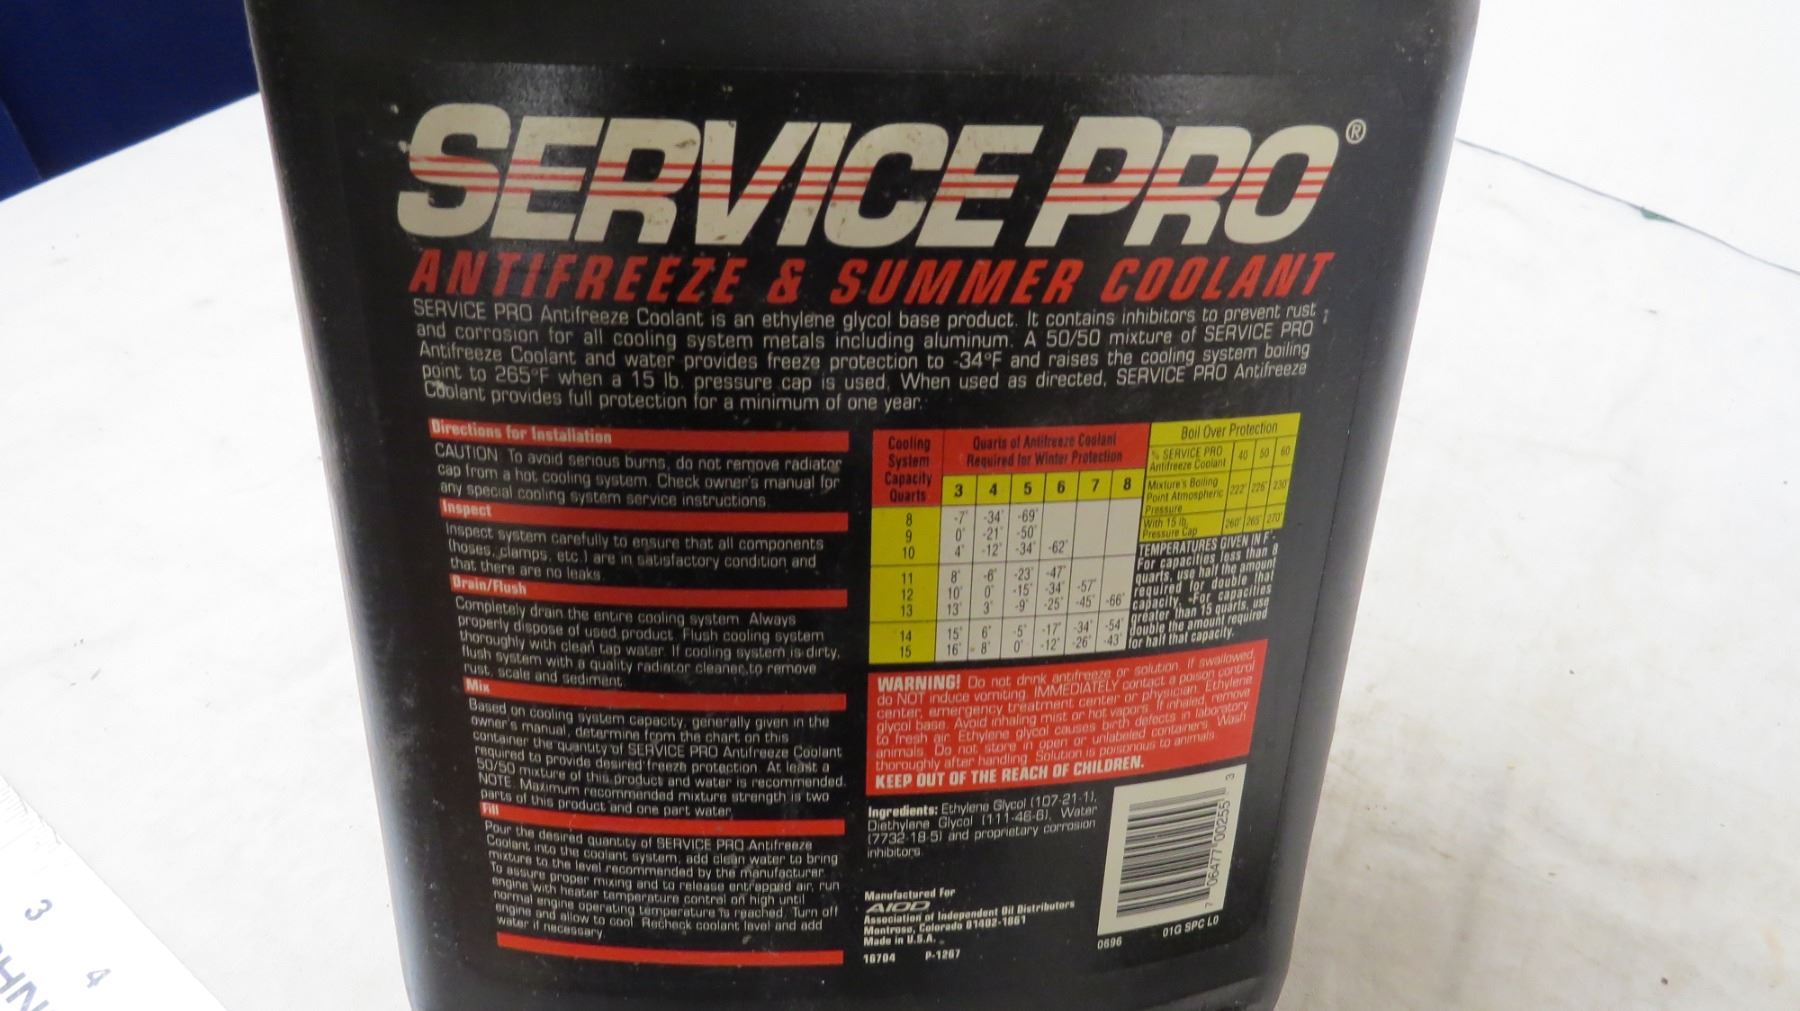 SERVICE PRO®
ANTIFREEZE & SUMMER COOLANT
SERVICE PRO Antifreeze Coolant is an ethylene glycol base product. It contains inhibitors to prevent rust
and corrosion for all cooling system metals including aluminum. A 50/50 mixture of SERVICE PRO
Antifreeze Coolant and water provides freeze protection to -34°F and raises the cooling system boiling
point to 265°F when a 15 lb. pressure cap is used. When used as directed, SERVICE PRO Antifreeze
Coolant provides full protection for a minimum of one year.
Directions for Installation
CAUTION: To avoid serious burns, do not remove radiator
cap from a hot cooling system. Check owner's manual for
any special cooling system service instructions.
Inspect
Inspect system carefully to ensure that all components
(hoses, clamps, etc.) are in satisfactory condition and
that there are no leaks.
Drain/Flush
Completely drain the entire cooling system. Always
properly dispose of used product. Flush cooling system
thoroughly with clean tap water. If cooling system is dirty,
flush system with a quality radiator cleaner to remove
rust, scale and sediment.
Mix
Based on cooling system capacity, generally given in the
owner's manual, determine from the chart on this
container the quantity of SERVICE PRO Antifreeze Coolant
required to provide desired freeze protection. At least a
50/50 mixture of this product and water is recommended.
NOTE: Maximum recommended mixture strength is two
parts of this product and one part water.
Fill
Pour the desired quantity of SERVICE PRO Antifreeze
Coolant into the coolant system; add clean water to bring
mixture to the level recommended by the manufacturer.
To assure proper mixing and to release entrapped air, run
engine with heater temperature control on high until
normal engine operating temperature is reached. Turn off
engine and allow to cool. Recheck coolant level and add
water if necessary.
Cooling
System
Capacity
Quarts
Quarts of Antifreeze Coolant
Required for Winter Protection
3 4 5 6 7 8
8 -7° -34° -69°
9 0° -21° -50°
10 4° -12° -34° -62°
11 8° -6° -23° -47°
12 10° 0° -15° -34° -57°
13 13° 3° -9° -25° -45° -66°
14 15° 6° -5° -17° -34° -54°
15 16° 8° 0° -12° -26° -43°
Boil Over Protection
% SERVICE PRO
Antifreeze Coolant 40 50 60
Mixture's Boiling
Point Atmospheric
Pressure 222° 226° 230°
With 15 lb.
Pressure Cap 260° 265° 270°
TEMPERATURES GIVEN IN F°.
For capacities less than 8
quarts, use half the amount
required for double that
capacity. For capacities
greater than 15 quarts, use
double the amount required
for half that capacity.
WARNING! Do not drink antifreeze or solution. If swallowed,
do NOT induce vomiting. IMMEDIATELY contact a poison control
center, emergency treatment center or physician. Ethylene
glycol base. Avoid inhaling mist or hot vapors. If inhaled, remove
to fresh air. Ethylene glycol causes birth defects in laboratory
animals. Do not store in open or unlabeled containers. Wash
thoroughly after handling. Solution is poisonous to animals.
KEEP OUT OF THE REACH OF CHILDREN.
Ingredients: Ethylene Glycol (107-21-1),
Diethylene Glycol (111-46-6), Water
(7732-18-5) and proprietary corrosion
inhibitors.
Manufactured For
AIOD
Association of Independent Oil Distributors
Montrose, Colorado 81402-1861
Made in U.S.A.
16704 P-1267
7 06477 00255 3
0696 01G SPC L0
3
4